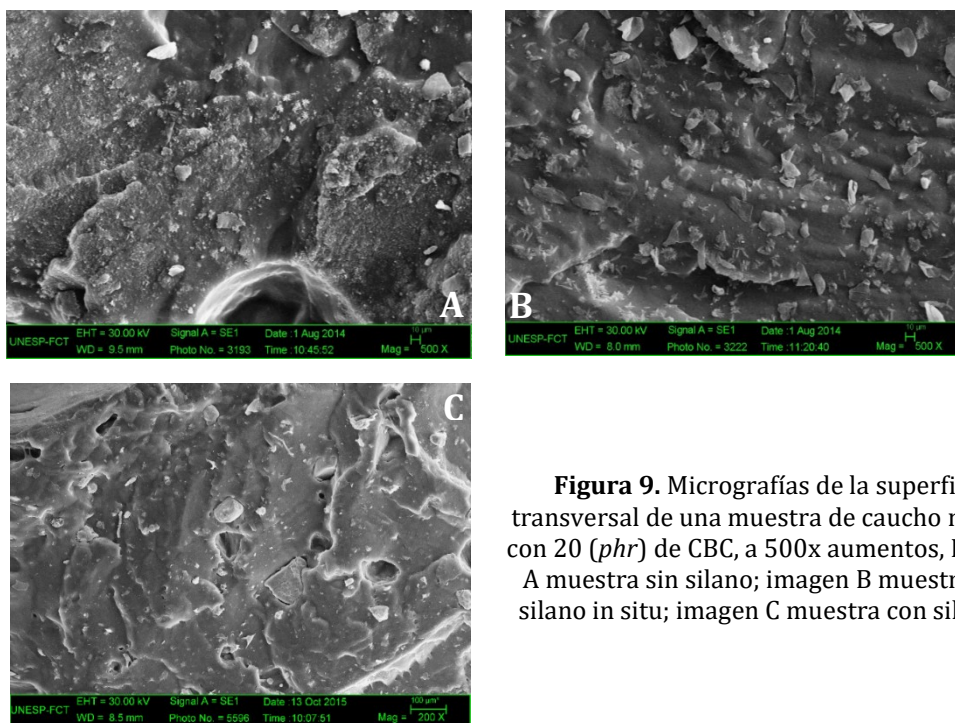 A
UNESP-FCT EHT = 30.00 kV Signal A = SE1 Date :1 Aug 2014 10 µm
WD = 9.5 mm Photo No. = 3193 Time :10:45:52 Mag = 500 X
B
UNESP-FCT EHT = 30.00 kV Signal A = SE1 Date :1 Aug 2014 10 µm
WD = 8.0 mm Photo No. = 3222 Time :11:20:40 Mag = 500 X
C
UNESP-FCT EHT = 30.00 kV Signal A = SE1 Date :13 Oct 2015 100 µm
WD = 8.5 mm Photo No. = 5596 Time :10:07:51 Mag = 200 X
Figura 9. Micrografías de la superfi
transversal de una muestra de caucho
con 20 (phr) de CBC, a 500x aumentos,
A muestra sin silano; imagen B muestr
silano in situ; imagen C muestra con sil